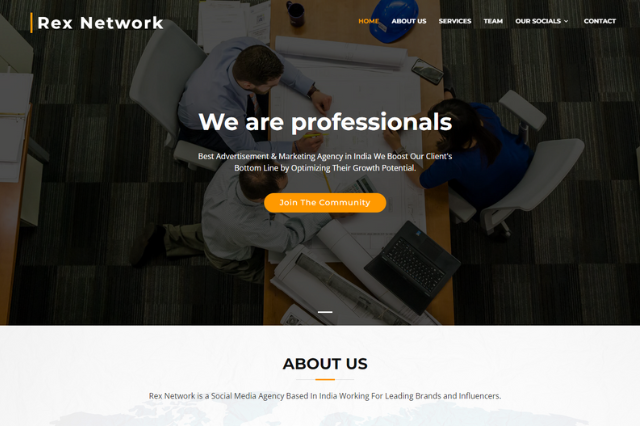 Rex Network
HOME ABOUT US SERVICES TEAM OUR SOCIALS CONTACT
We are professionals
Best Advertisement & Marketing Agency in India We Boost Our Client's
Bottom Line by Optimizing Their Growth Potential.
Join The Community
ABOUT US
Rex Network is a Social Media Agency Based In India Working For Leading Brands and Influencers.